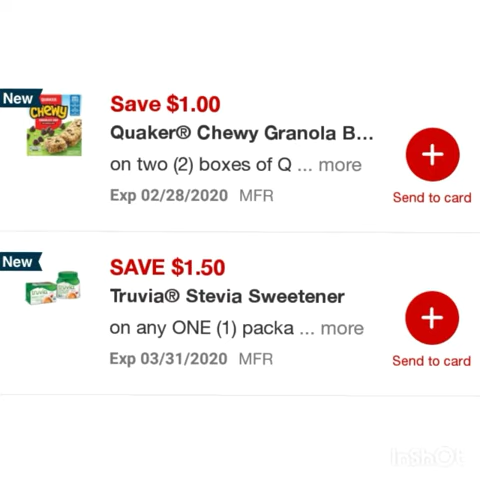 New
Save $1.00
Quaker® Chewy Granola B...
on two (2) boxes of Q ... more
Exp 02/28/2020 MFR
Send to card
CHEWY
New
SAVE $1.50
Truvia® Stevia Sweetener
on any ONE (1) packa ... more
Exp 03/31/2020 MFR
Send to card
InShOt